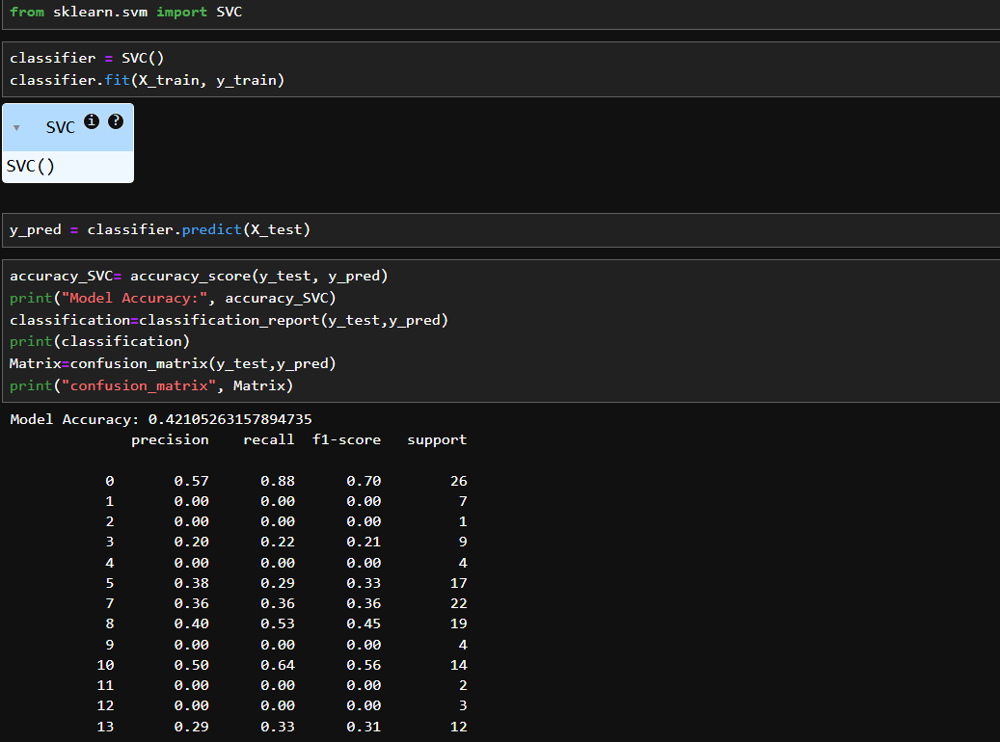 from sklearn.svm import SVC
classifier = SVC()
classifier.fit(X_train, y_train)
SVC i ?
SVC()
y_pred = classifier.predict(X_test)
accuracy_SVC= accuracy_score(y_test, y_pred)
print("Model Accuracy:", accuracy_SVC)
classification=classification_report(y_test,y_pred)
print(classification)
Matrix=confusion_matrix(y_test,y_pred)
print("confusion_matrix", Matrix)
Model Accuracy: 0.42105263157894735
precision recall f1-score support
0 0.57 0.88 0.70 26
1 0.00 0.00 0.00 7
2 0.00 0.00 0.00 1
3 0.20 0.22 0.21 9
4 0.00 0.00 0.00 4
5 0.38 0.29 0.33 17
7 0.36 0.36 0.36 22
8 0.40 0.53 0.45 19
9 0.00 0.00 0.00 4
10 0.50 0.64 0.56 14
11 0.00 0.00 0.00 2
12 0.00 0.00 0.00 3
13 0.29 0.33 0.31 12